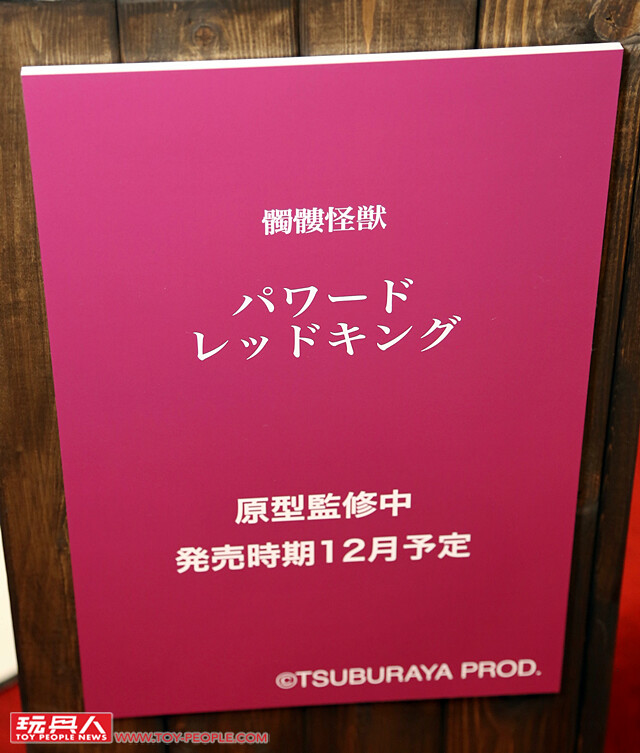 髑髏怪獣
パワード
レッドキング
原型監修中
発売時期12月予定
©TSUBURAYA PROD.
玩具人
TOY PEOPLE NEWS
WWW.TOY-PEOPLE.COM